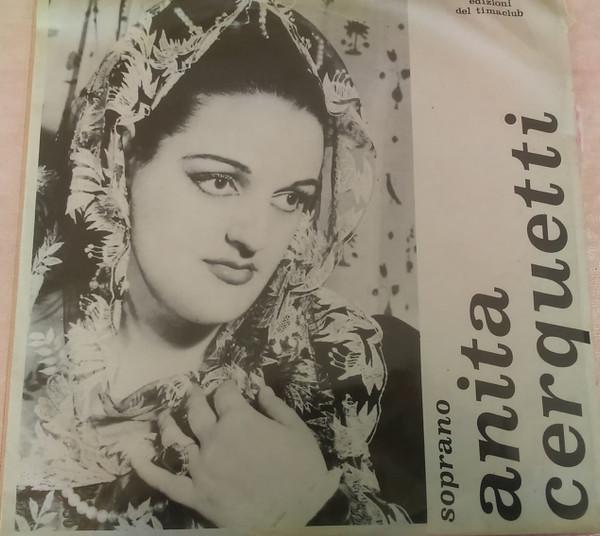 edizioni
del timaclub
soprano
anita
cerquetti